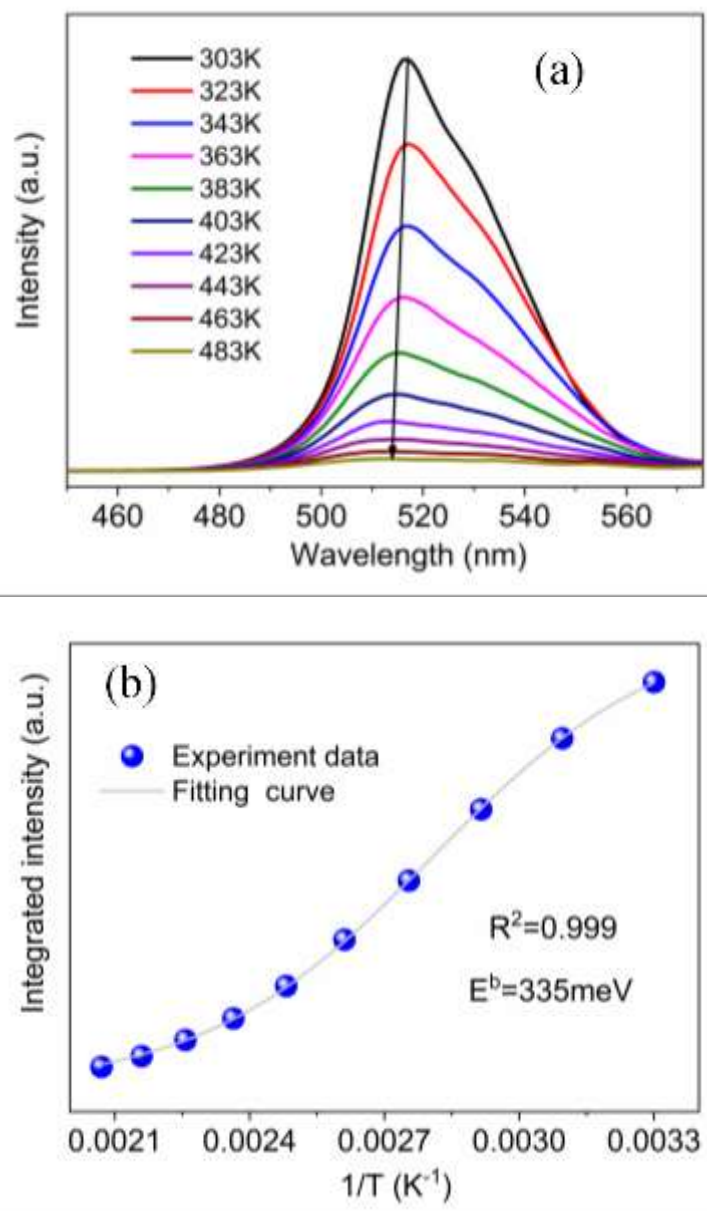 (a)
303K
323K
343K
363K
383K
403K
423K
443K
463K
483K
Intensity (a.u.)
460 480 500 520 540 560
Wavelength (nm)
(b)
Experiment data
Fitting curve
R²=0.999
Eᵇ=335meV
Integrated intensity (a.u.)
0.0021 0.0024 0.0027 0.0030 0.0033
1/T (K⁻¹)